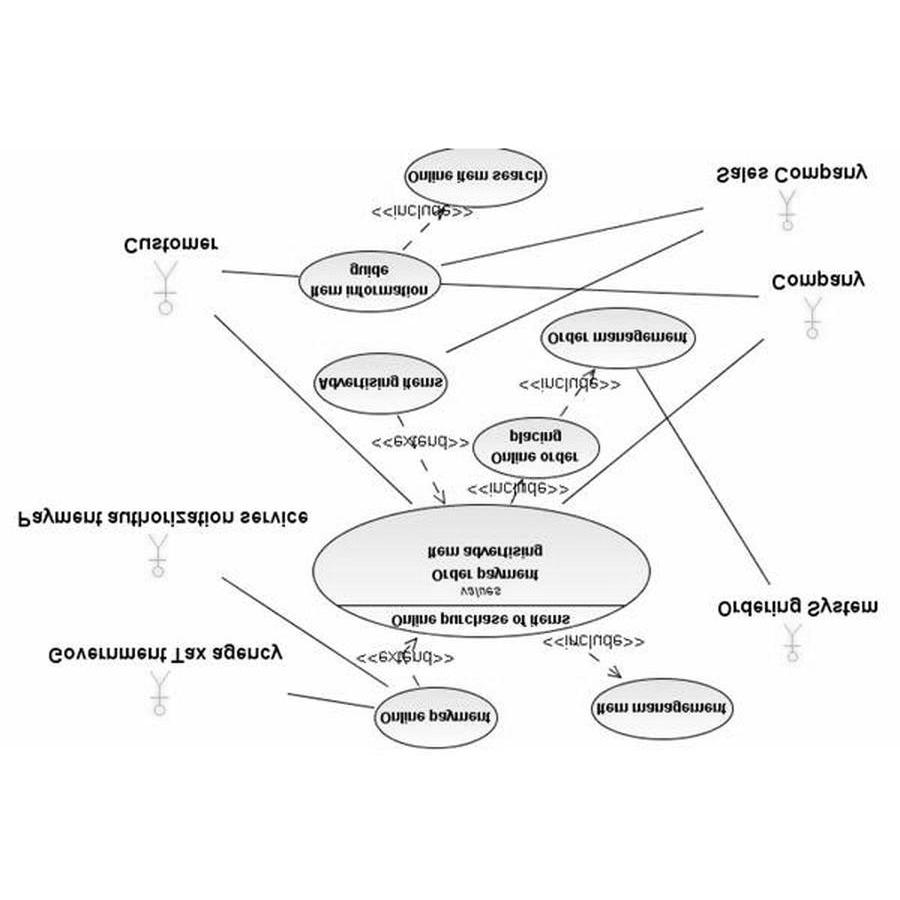 Online payment
Item management
Government Tax agency
<<extend>>
<<include>>
Online purchase of items
values
Order payment
Item advertising
Ordering System
Payment authorization service
<<include>>
Online order
placing
<<extend>>
<<include>>
Advertising items
Order management
Item information
guide
Company
Customer
<<include>>
Online item search
Sales Company